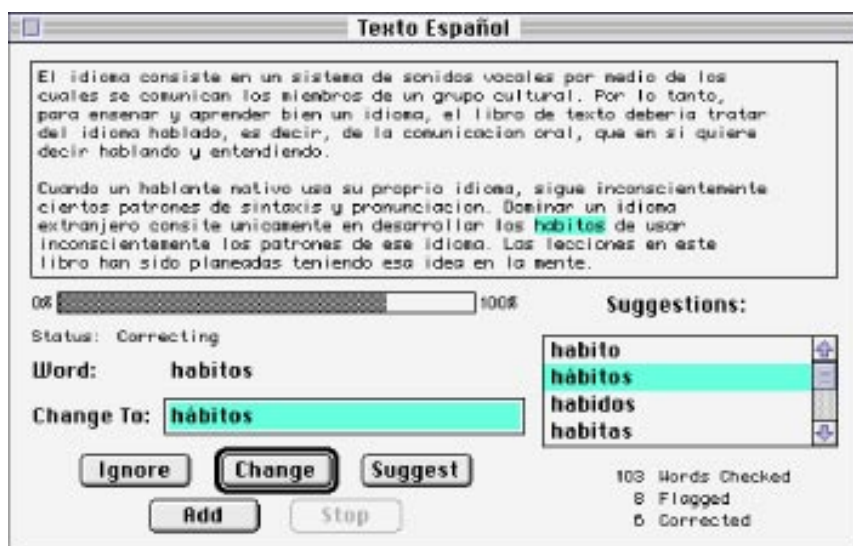 Texto Español
El idioma consiste en un sistema de sonidos vocales por medio de los
cuales se comunican los miembros de un grupo cultural. Por lo tanto,
para ensenar y aprender bien un idioma, el libro de texto deberia tratar
del idioma hablado, es decir, de la comunicacion oral, que en si quiere
decir hablando y entendiendo.
Cuando un hablante nativo usa su proprio idioma, sigue inconscientemente
ciertos patrones de sintaxis y pronunciacion. Dominar un idioma
extranjero consite unicamente en desarrollar los habitos de usar
inconscientemente los patrones de ese idioma. Las lecciones en este
libro han sido planeadas teniendo esa idea en la mente.
0% 100%
Suggestions:
Status: Correcting
Word: habitos
Change To: hábitos
habito
hábitos
habidos
habitas
Ignore Change Suggest
Add Stop
103 Words Checked
8 Flagged
6 Corrected